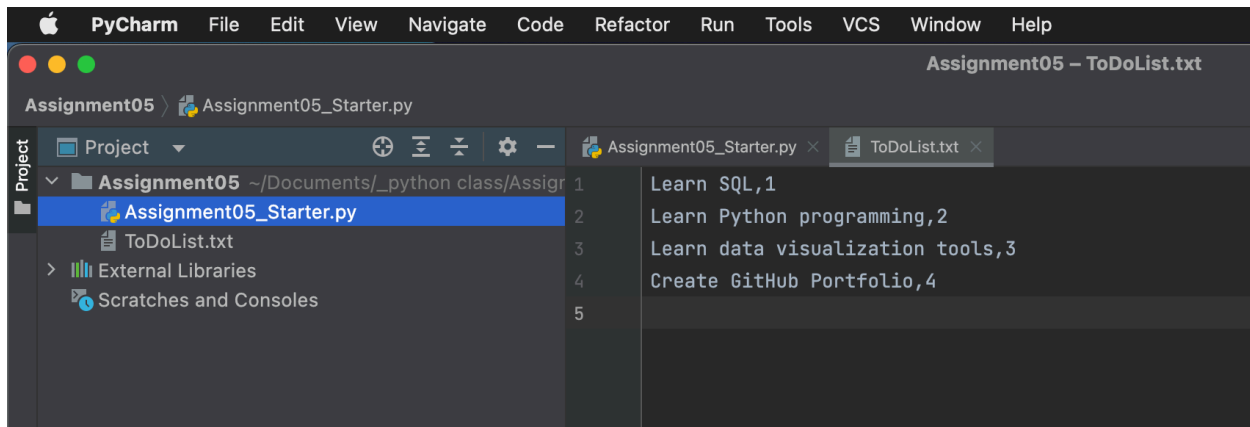 PyCharm File Edit View Navigate Code Refactor Run Tools VCS Window Help
Assignment05 – ToDoList.txt
Assignment05 Assignment05_Starter.py
Project
Project
Assignment05 ~/Documents/_python class/Assigr
Assignment05_Starter.py
ToDoList.txt
External Libraries
Scratches and Consoles
Assignment05_Starter.py ToDoList.txt
1 Learn SQL,1
2 Learn Python programming,2
3 Learn data visualization tools,3
4 Create GitHub Portfolio,4
5